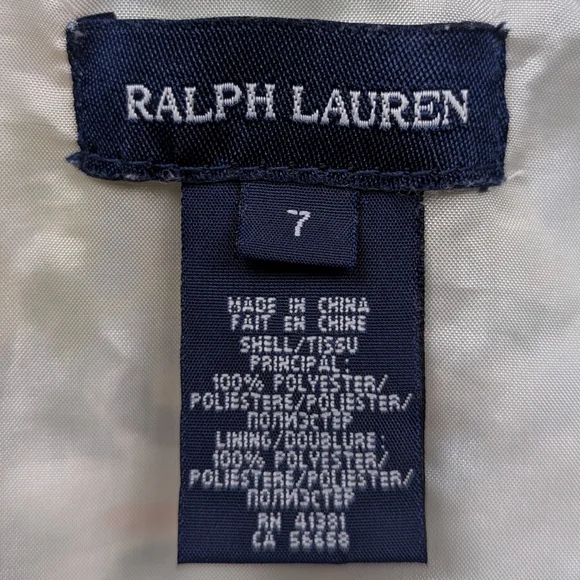 RALPH LAUREN
7
MADE IN CHINA
FAIT EN CHINE
SHELL/TISSU
PRINCIPAL:
100% POLYESTER/
POLIESTERE/POLIESTER/
ПОЛИЭСТЕР
LINING/DOUBLURE:
100% POLYESTER/
POLIESTERE/POLIESTER/
ПОЛИЭСТЕР
RN 41381
CA 56658